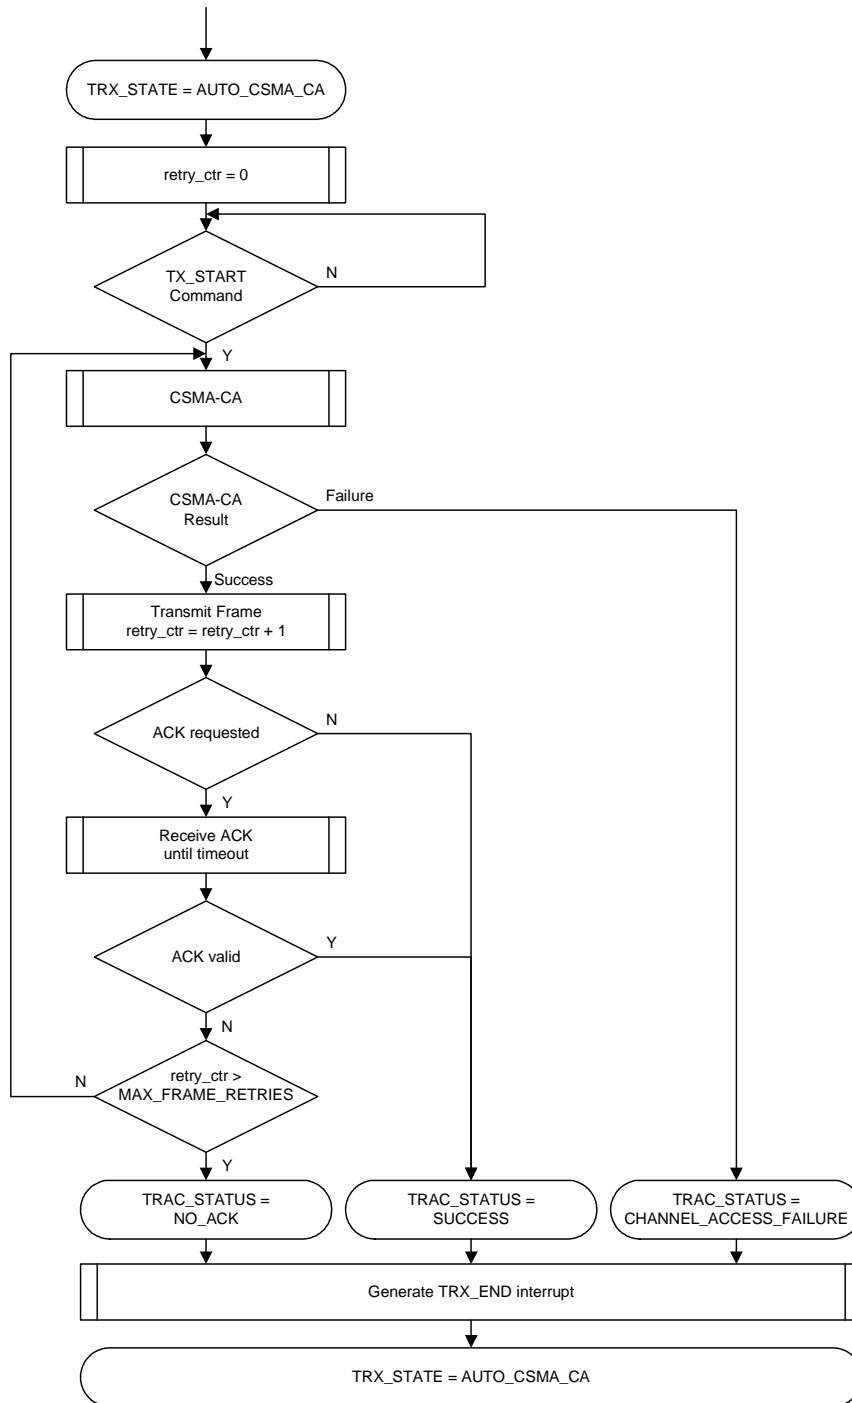 TRX_STATE = AUTO_CSMA_CA
retry_ctr = 0
TX_START
Command
N
Y
CSMA-CA
CSMA-CA
Result
Failure
Success
Transmit Frame
retry_ctr = retry_ctr + 1
ACK requested
N
Y
Receive ACK
until timeout
ACK valid
Y
N
retry_ctr >
MAX_FRAME_RETRIES
N
Y
TRAC_STATUS =
NO_ACK
TRAC_STATUS =
SUCCESS
TRAC_STATUS =
CHANNEL_ACCESS_FAILURE
Generate TRX_END interrupt
TRX_STATE = AUTO_CSMA_CA